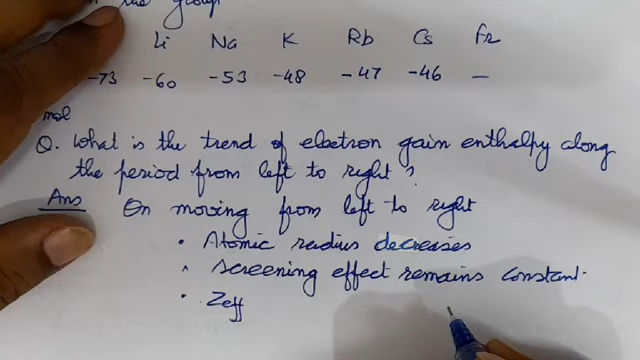 the group
Li Na K Rb Cs Fr
-73 -60 -53 -48 -47 -46 —
mol
Q. What is the trend of electron gain enthalpy along
the period from left to right?
Ans On moving from left to right
• Atomic radius decreases
• Screening effect remains constant.
• Zeff